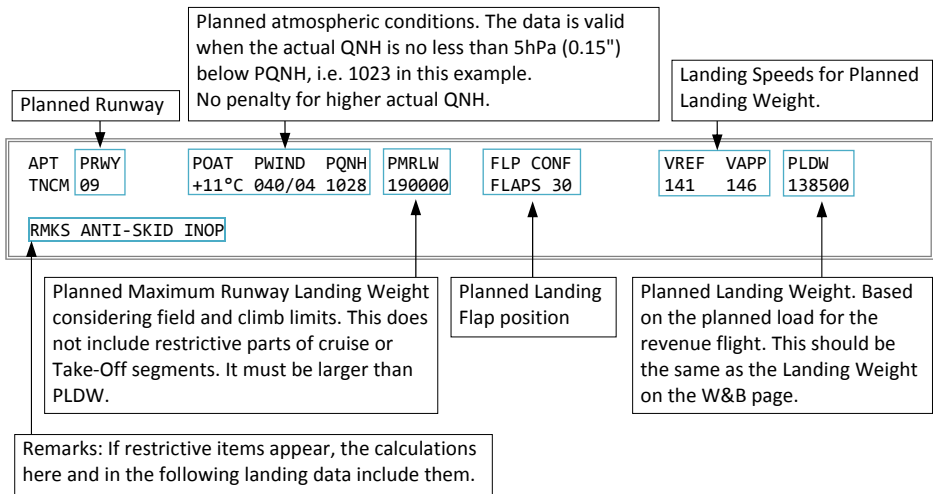 Planned atmospheric conditions. The data is valid
when the actual QNH is no less than 5hPa (0.15")
below PQNH, i.e. 1023 in this example.
No penalty for higher actual QNH.
Landing Speeds for Planned
Landing Weight.
Planned Runway
APT PRWY POAT PWIND PQNH PMRLW FLP CONF VREF VAPP PLDW
TNCM 09 +11°C 040/04 1028 190000 FLAPS 30 141 146 138500
RMKS ANTI-SKID INOP
Planned Maximum Runway Landing Weight
considering field and climb limits. This does
not include restrictive parts of cruise or
Take-Off segments. It must be larger than
PLDW.
Planned Landing
Flap position
Planned Landing Weight. Based
on the planned load for the
revenue flight. This should be
the same as the Landing Weight
on the W&B page.
Remarks: If restrictive items appear, the calculations
here and in the following landing data include them.